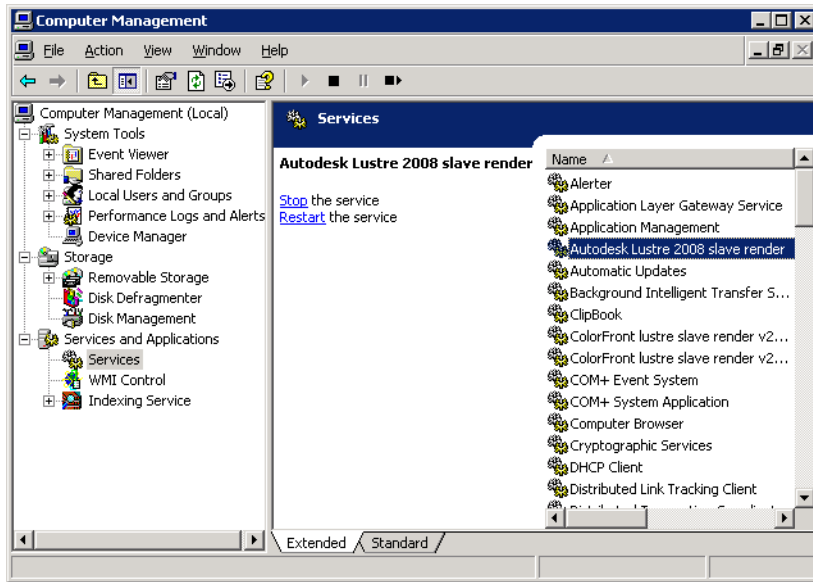 Computer Management
File Action View Window Help
Computer Management (Local)
System Tools
Event Viewer
Shared Folders
Local Users and Groups
Performance Logs and Alerts
Device Manager
Storage
Removable Storage
Disk Defragmenter
Disk Management
Services and Applications
Services
WMI Control
Indexing Service
Services
Autodesk Lustre 2008 slave render
Stop the service
Restart the service
Name
Alerter
Application Layer Gateway Service
Application Management
Autodesk Lustre 2008 slave render
Automatic Updates
Background Intelligent Transfer S...
ClipBook
ColorFront lustre slave render v2...
ColorFront lustre slave render v2...
COM+ Event System
COM+ System Application
Computer Browser
Cryptographic Services
DHCP Client
Distributed Link Tracking Client
Extended Standard